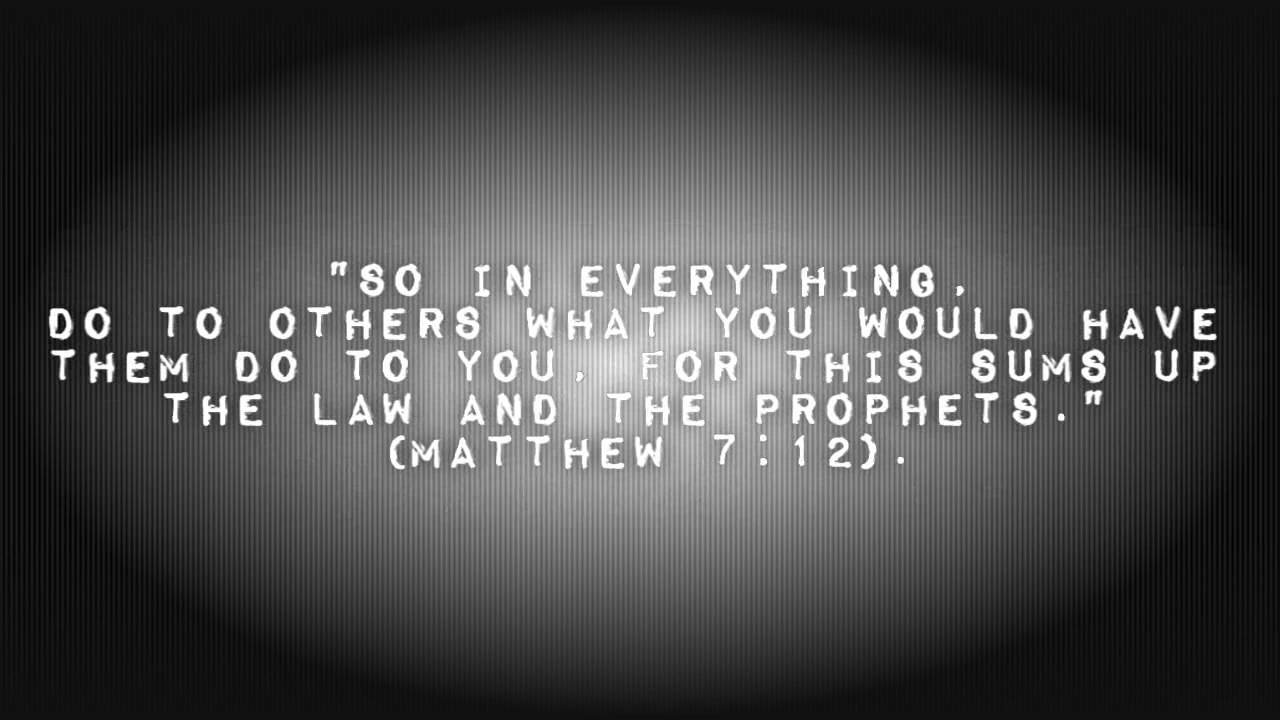 "SO IN EVERYTHING,
DO TO OTHERS WHAT YOU WOULD HAVE
THEM DO TO YOU, FOR THIS SUMS UP
THE LAW AND THE PROPHETS."
(MATTHEW 7:12).